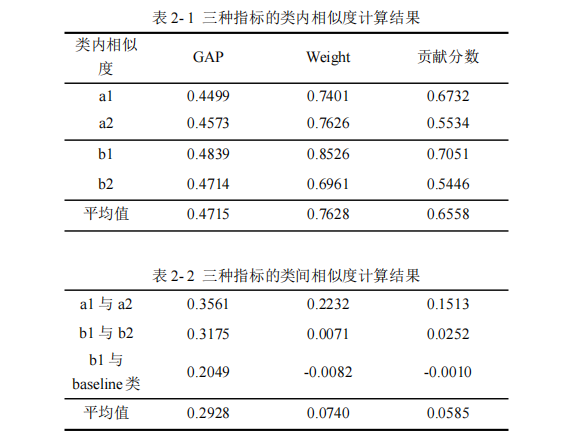 表 2- 1 三种指标的类内相似度计算结果
类内相似
度 GAP Weight 贡献分数
a1 0.4499 0.7401 0.6732
a2 0.4573 0.7626 0.5534
b1 0.4839 0.8526 0.7051
b2 0.4714 0.6961 0.5446
平均值 0.4715 0.7628 0.6558
表 2- 2 三种指标的类间相似度计算结果
a1 与 a2 0.3561 0.2232 0.1513
b1 与 b2 0.3175 0.0071 0.0252
b1 与
baseline 类 0.2049 -0.0082 -0.0010
平均值 0.2928 0.0740 0.0585